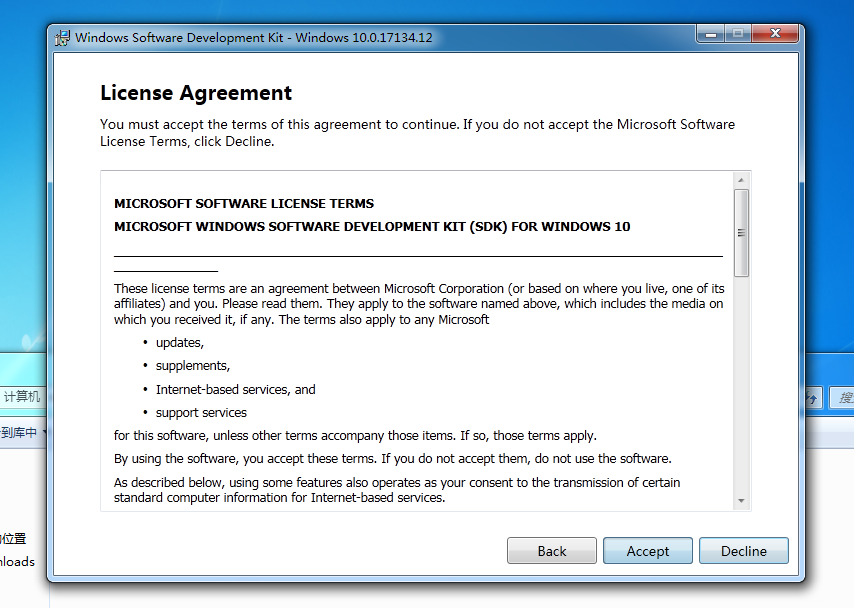 Windows Software Development Kit - Windows 10.0.17134.12
License Agreement
You must accept the terms of this agreement to continue. If you do not accept the Microsoft Software
License Terms, click Decline.
MICROSOFT SOFTWARE LICENSE TERMS
MICROSOFT WINDOWS SOFTWARE DEVELOPMENT KIT (SDK) FOR WINDOWS 10
These license terms are an agreement between Microsoft Corporation (or based on where you live, one of its
affiliates) and you. Please read them. They apply to the software named above, which includes the media on
which you received it, if any. The terms also apply to any Microsoft
• updates,
• supplements,
• Internet-based services, and
• support services
for this software, unless other terms accompany those items. If so, those terms apply.
By using the software, you accept these terms. If you do not accept them, do not use the software.
As described below, using some features also operates as your consent to the transmission of certain
standard computer information for Internet-based services.
Back
Accept
Decline
计算机
到库中
位置
nloads